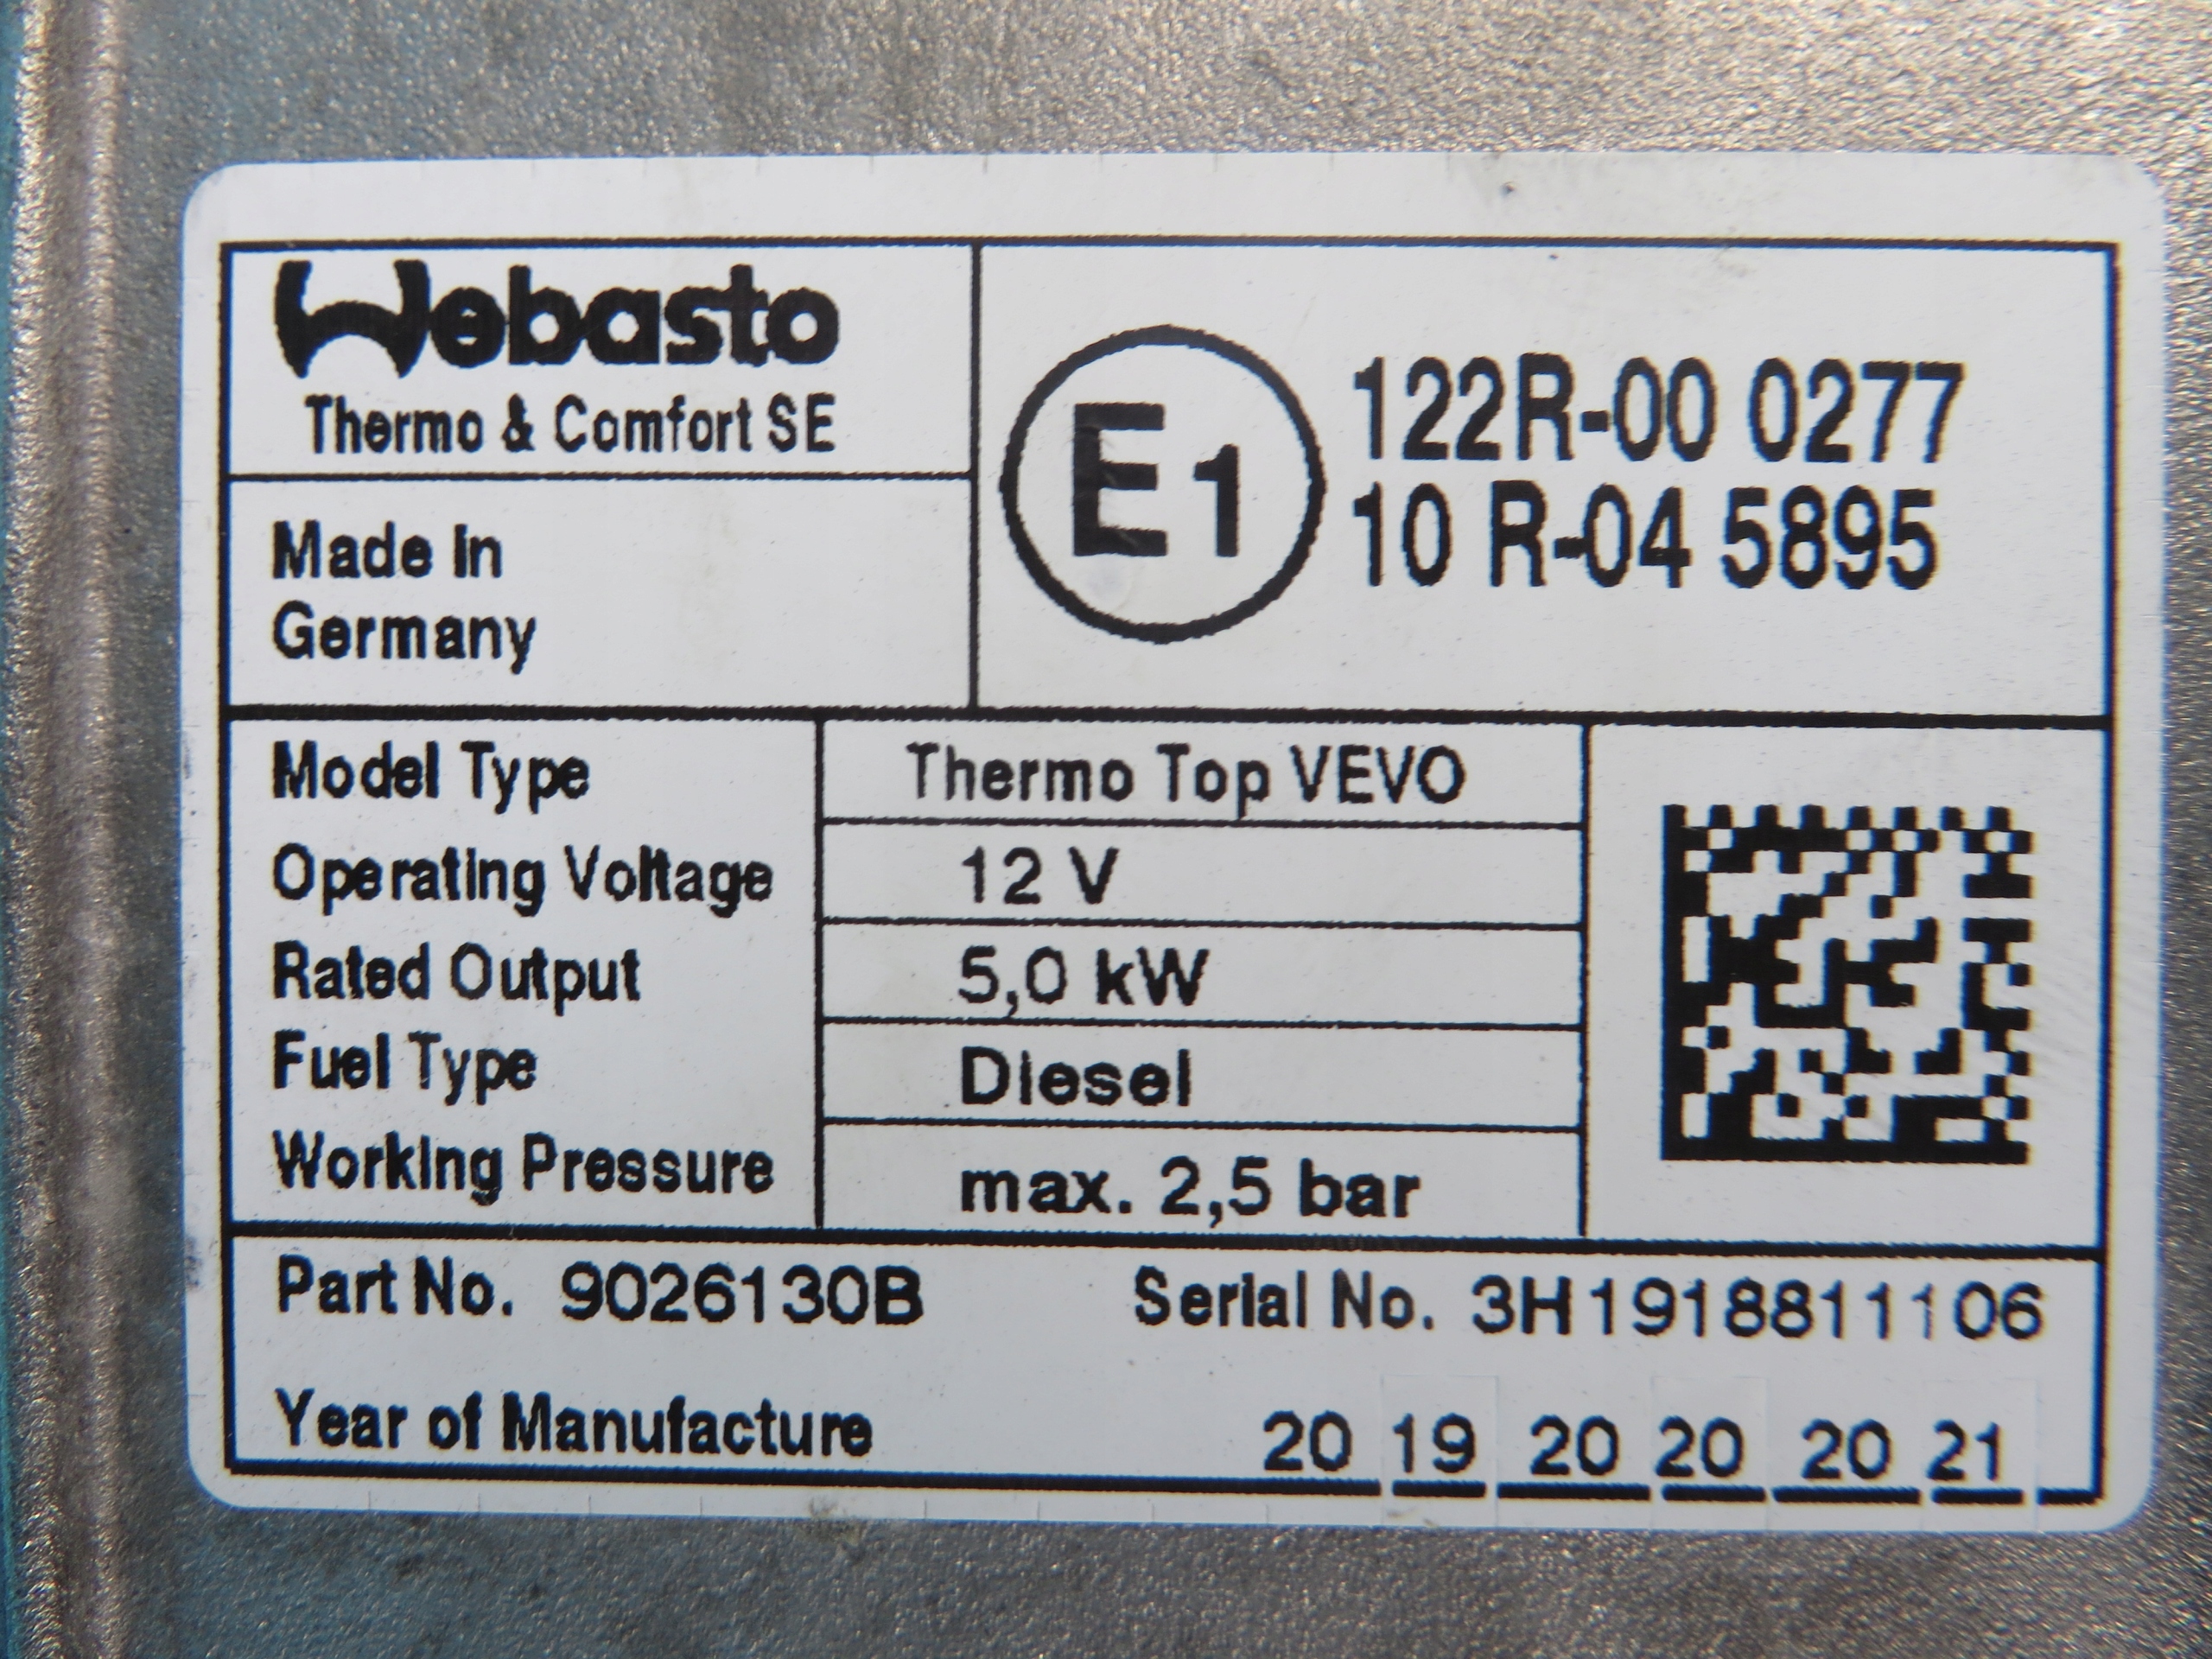 Webasto
Thermo & Comfort SE
Made in
Germany
E1
122R-00 0277
10 R-04 5895
Model Type Thermo Top VEVO
Operating Voltage 12 V
Rated Output 5,0 kW
Fuel Type Diesel
Working Pressure max. 2,5 bar
Part No. 9026130B Serial No. 3H1918811106
Year of Manufacture 20 19 20 20 20 21